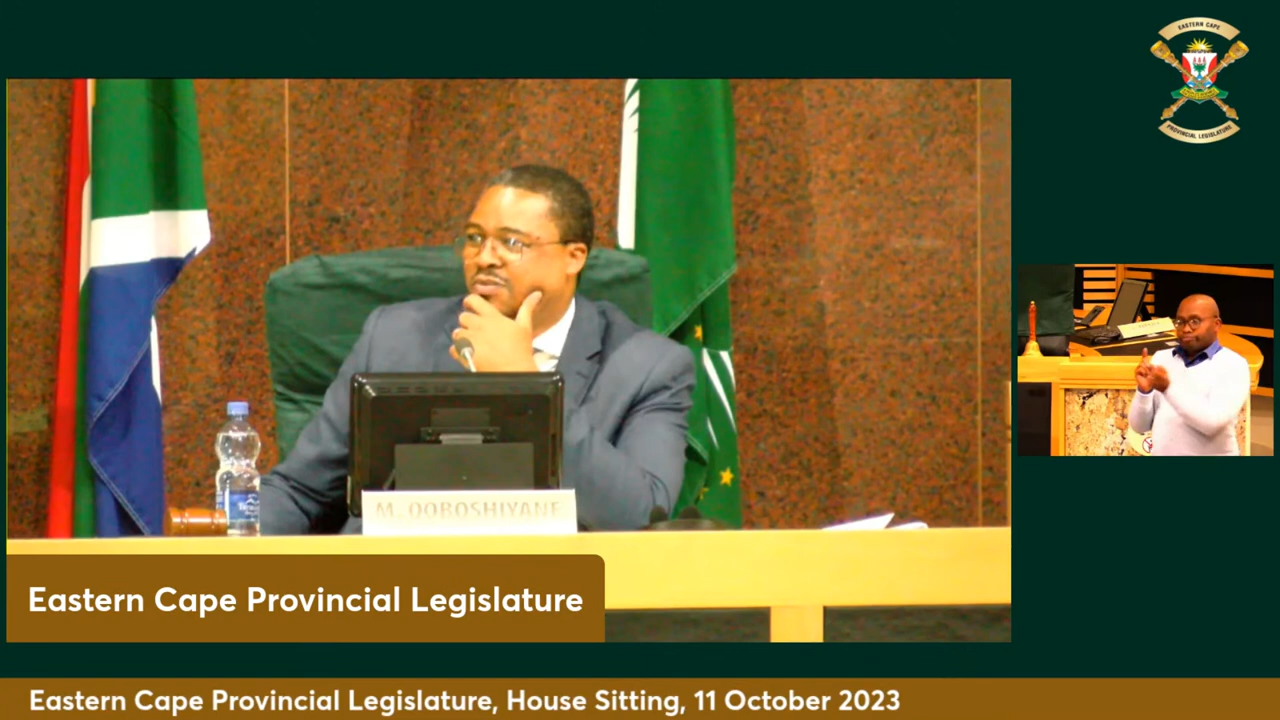 EASTERN CAPE
PROVINCIAL LEGISLATURE
M. QOBOSHIYANE
Eastern Cape Provincial Legislature
Eastern Cape Provincial Legislature, House Sitting, 11 October 2023